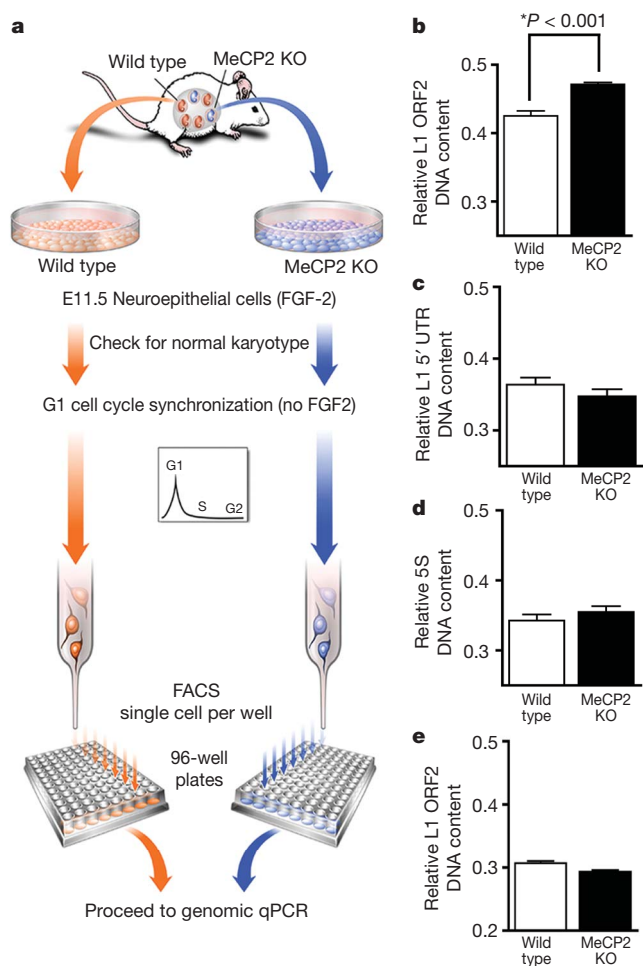 a
Wild type
MeCP2 KO
Wild type
MeCP2 KO
E11.5 Neuroepithelial cells (FGF-2)
Check for normal karyotype
G1 cell cycle synchronization (no FGF2)
G1
S
G2
FACS
single cell per well
96-well
plates
Proceed to genomic qPCR
b
*P < 0.001
Relative L1 ORF2
DNA content
0.5
0.4
0.3
Wild
type
MeCP2
KO
c
Relative L1 5′ UTR
DNA content
0.5
0.4
0.3
Wild
type
MeCP2
KO
d
Relative 5S
DNA content
0.5
0.4
0.3
Wild
type
MeCP2
KO
e
Relative L1 ORF2
DNA content
0.5
0.4
0.3
0.2
Wild
type
MeCP2
KO